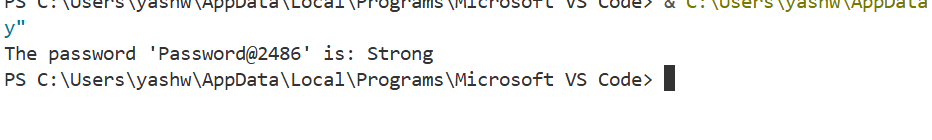 PS C:\Users\yashw\AppData\Local\Programs\Microsoft VS Code> & C:\Users\yashw\AppData
y"
The password 'Password@2486' is: Strong
PS C:\Users\yashw\AppData\Local\Programs\Microsoft VS Code>